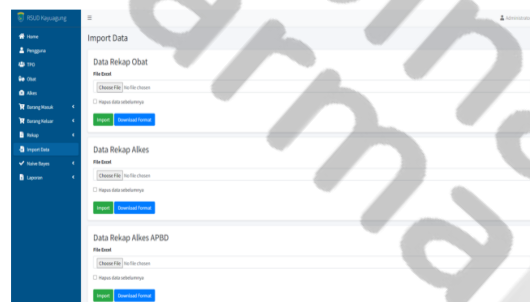 RSUD Kayuagung
Administrator
Home
Pengguna
TPO
Obat
Alkes
Barang Masuk
Barang Keluar
Rekap
Import Data
Naive Bayes
Laporan
Import Data
Data Rekap Obat
File Excel
Choose File No file chosen
Hapus data sebelumnya
Import Download Format
Data Rekap Alkes
File Excel
Choose File No file chosen
Hapus data sebelumnya
Import Download Format
Data Rekap Alkes APBD
File Excel
Choose File No file chosen
Hapus data sebelumnya
Import Download Format